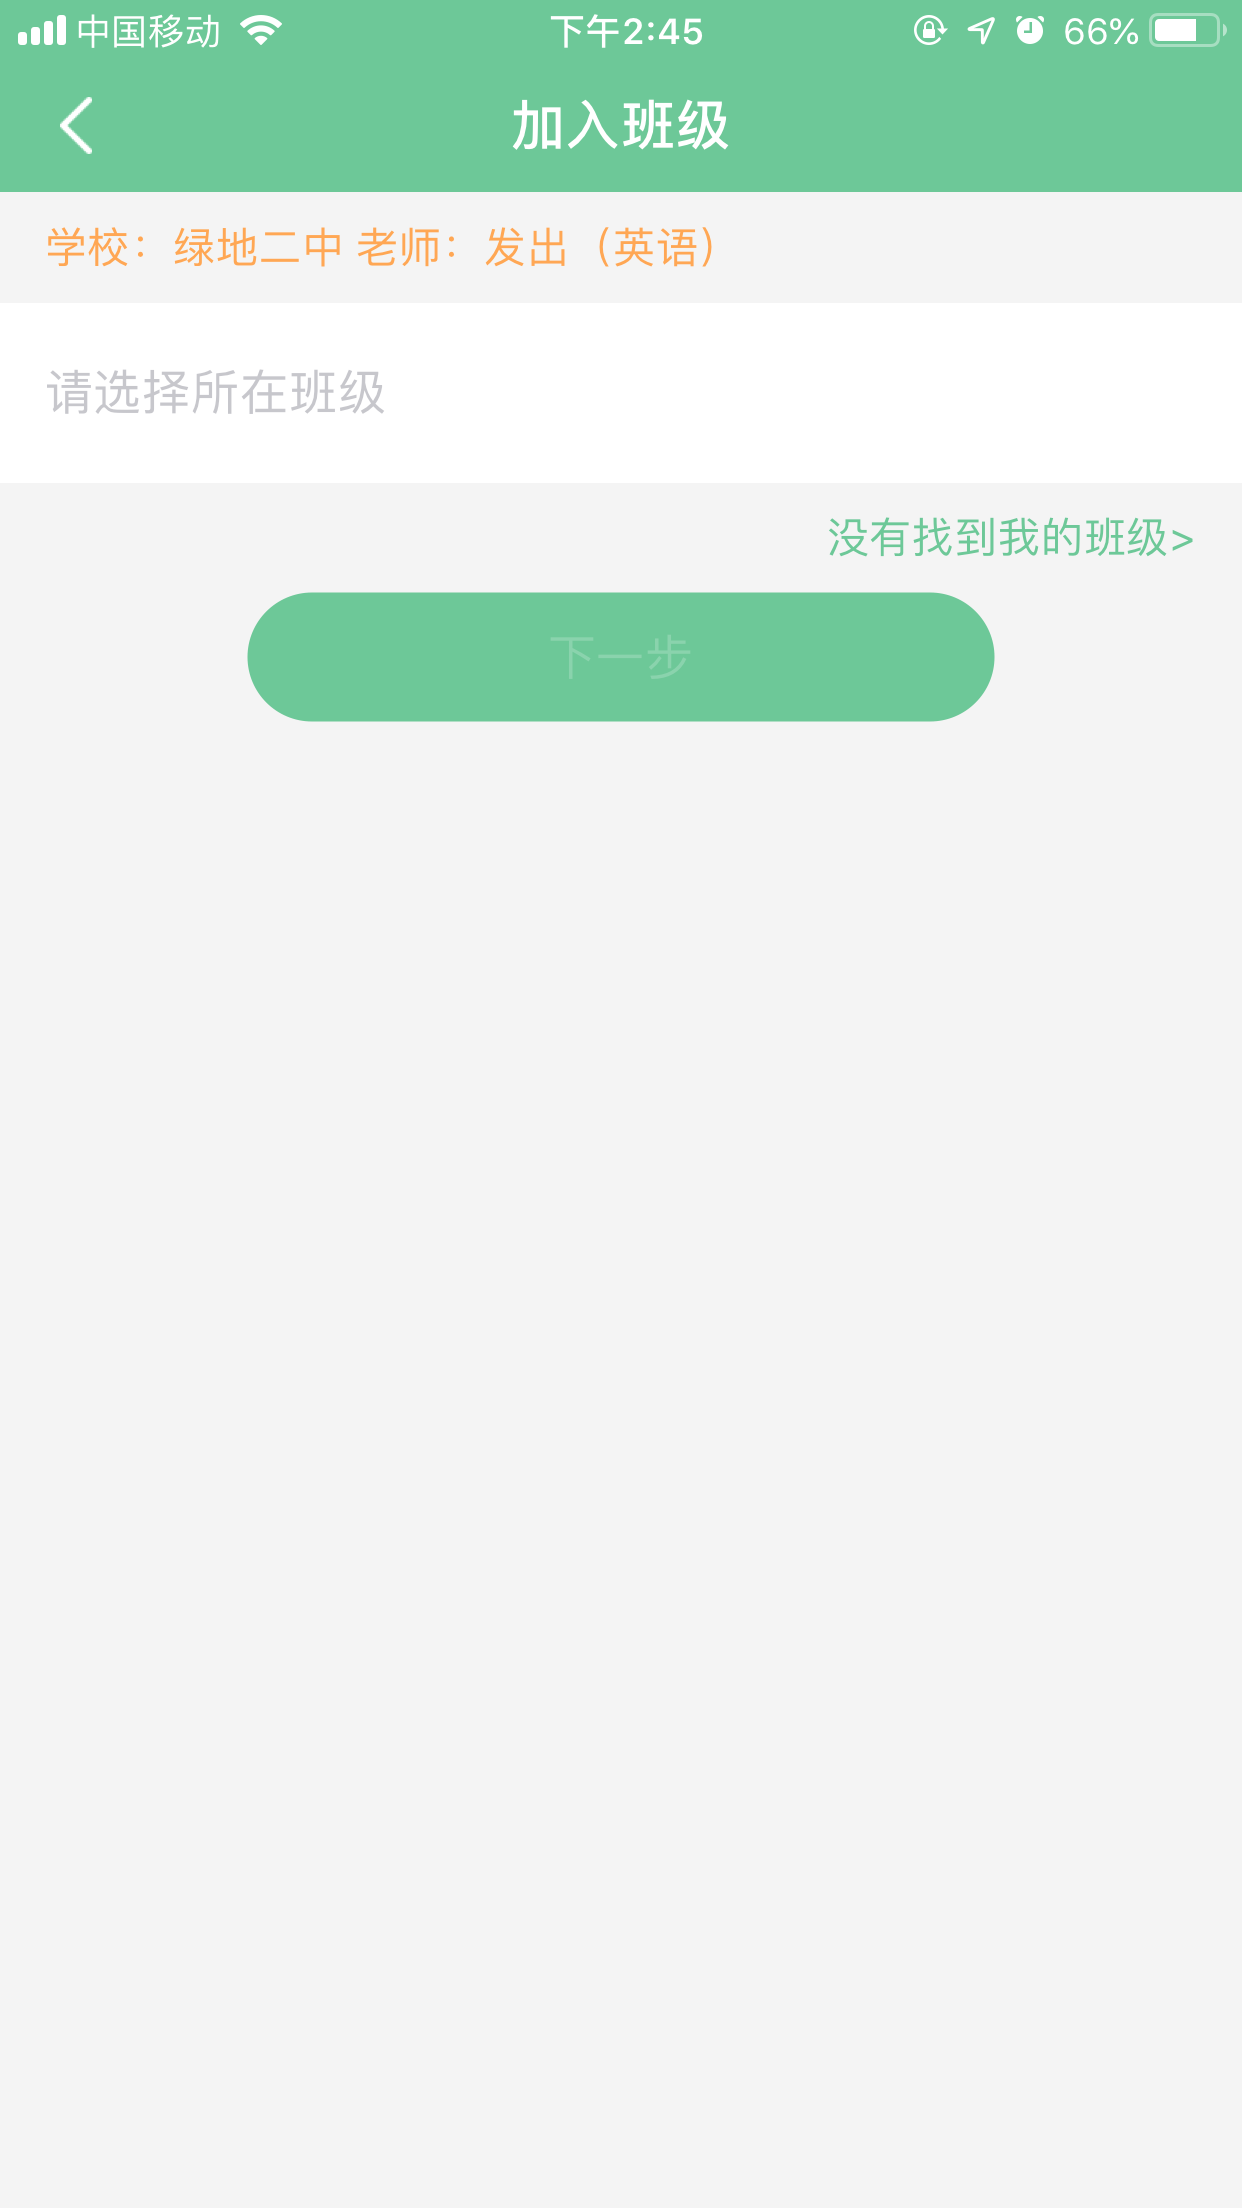 中国移动 下午2:45 66%
加入班级
学校：绿地二中 老师：发出（英语）
请选择所在班级
没有找到我的班级>
下一步